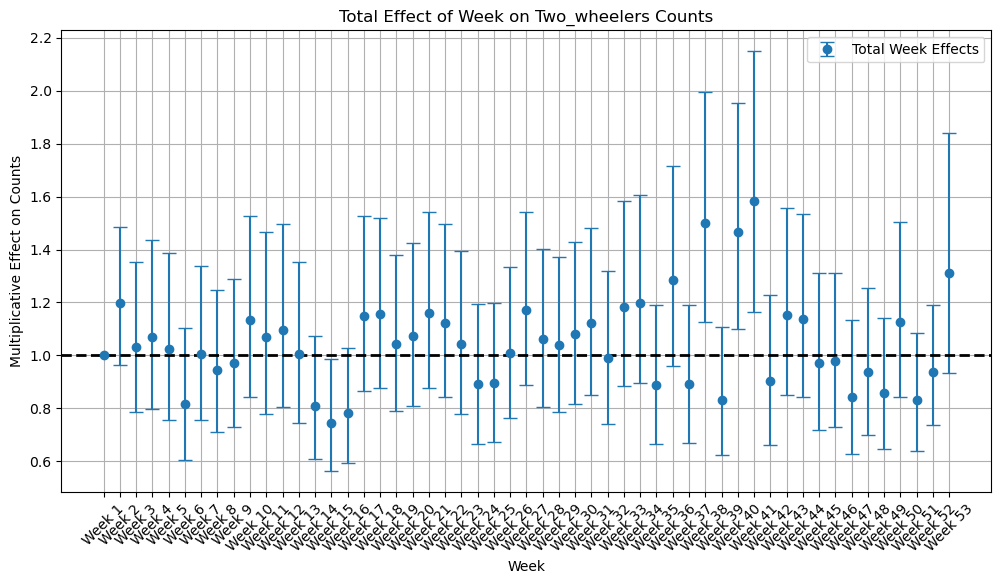 Total Effect of Week on Two_wheelers Counts
Total Week Effects
Multiplicative Effect on Counts
2.2
2.0
1.8
1.6
1.4
1.2
1.0
0.8
0.6
Week 1
Week 2
Week 3
Week 4
Week 5
Week 6
Week 7
Week 8
Week 9
Week 10
Week 11
Week 12
Week 13
Week 14
Week 15
Week 16
Week 17
Week 18
Week 19
Week 20
Week 21
Week 22
Week 23
Week 24
Week 25
Week 26
Week 27
Week 28
Week 29
Week 30
Week 31
Week 32
Week 33
Week 34
Week 35
Week 36
Week 37
Week 38
Week 39
Week 40
Week 41
Week 42
Week 43
Week 44
Week 45
Week 46
Week 47
Week 48
Week 49
Week 50
Week 51
Week 52
Week 53
Week